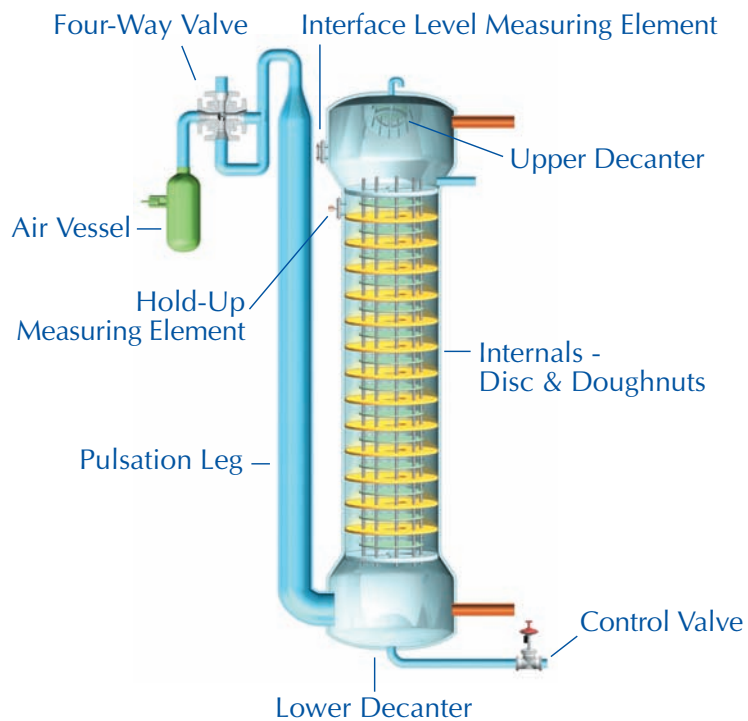 Four-Way Valve
Interface Level Measuring Element
Upper Decanter
Air Vessel
Hold-Up
Measuring Element
Internals -
Disc & Doughnuts
Pulsation Leg
Control Valve
Lower Decanter